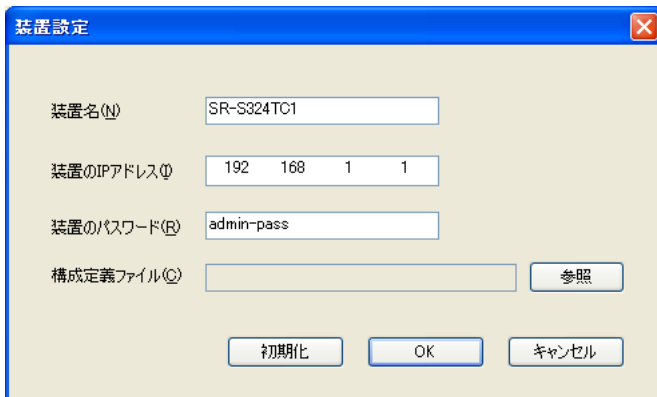 装置設定
装置名(N) SR-S324TC1
装置のIPアドレス(I) 192 168 1 1
装置のパスワード(R) admin-pass
構成定義ファイル(C) 参照
初期化 OK キャンセル